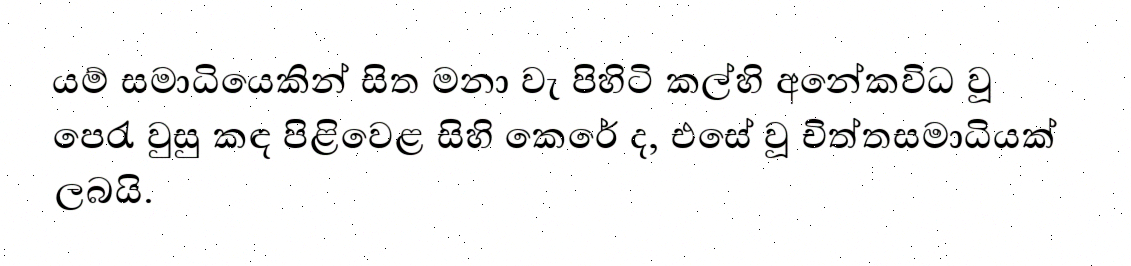 යම් සමාධියෙකින් සිත මනා වැ පිහිටි කල්හි අනේකවිධ වූ
පෙරැ වුසු කඳ පිළිවෙළ සිහි කෙරේ ද, එසේ වූ චිත්තසමාධියක්
ලබයි.